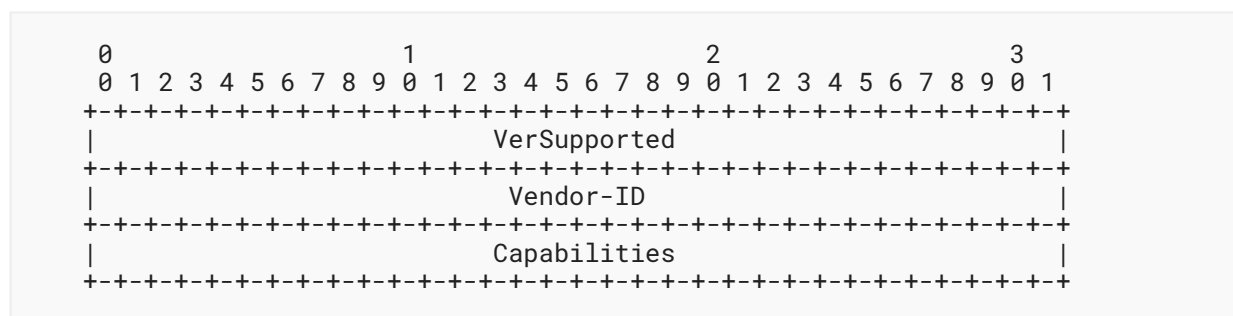 0                   1                   2                   3
0 1 2 3 4 5 6 7 8 9 0 1 2 3 4 5 6 7 8 9 0 1 2 3 4 5 6 7 8 9 0 1
+-+-+-+-+-+-+-+-+-+-+-+-+-+-+-+-+-+-+-+-+-+-+-+-+-+-+-+-+-+-+-+-+
|                          VerSupported                         |
+-+-+-+-+-+-+-+-+-+-+-+-+-+-+-+-+-+-+-+-+-+-+-+-+-+-+-+-+-+-+-+-+
|                           Vendor-ID                           |
+-+-+-+-+-+-+-+-+-+-+-+-+-+-+-+-+-+-+-+-+-+-+-+-+-+-+-+-+-+-+-+-+
|                          Capabilities                         |
+-+-+-+-+-+-+-+-+-+-+-+-+-+-+-+-+-+-+-+-+-+-+-+-+-+-+-+-+-+-+-+-+